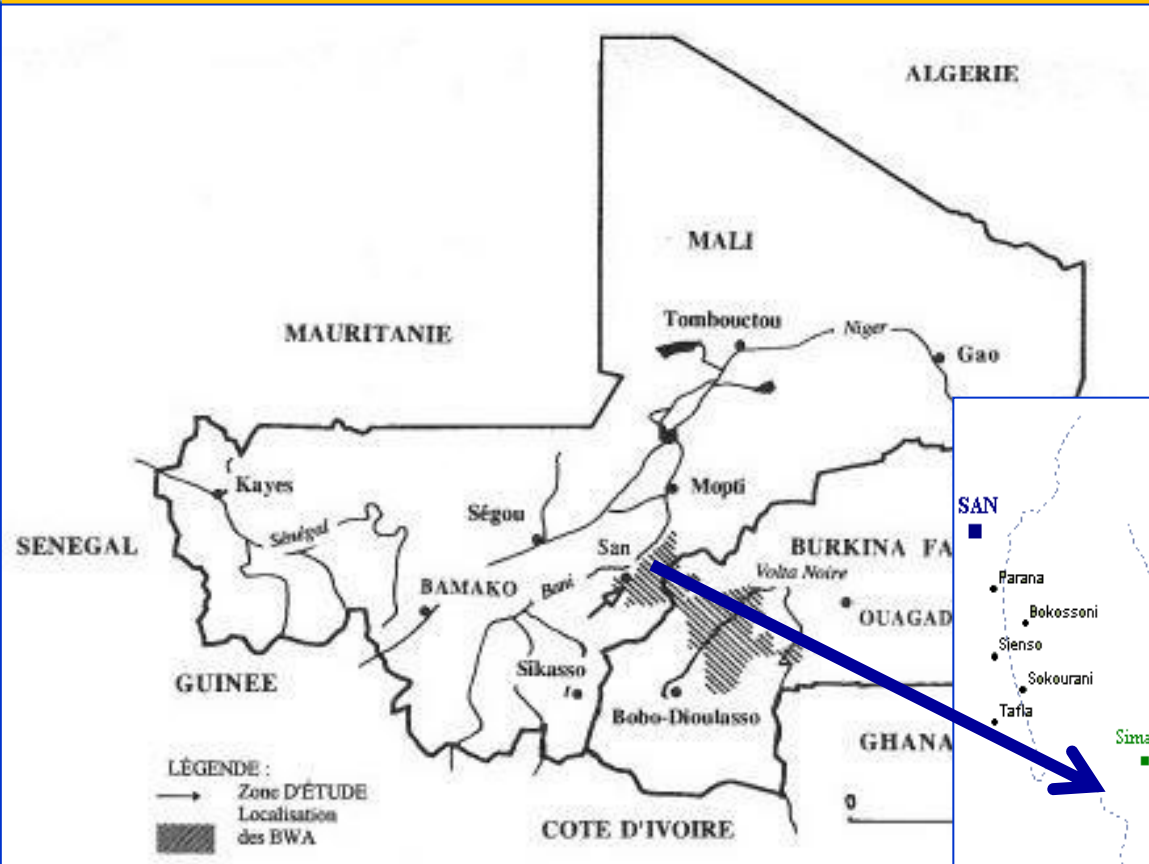 ALGERIE
MALI
MAURITANIE
Tombouctou
Niger
Gao
Kayes
Mopti
Ségou
SENEGAL
Sénégal
San
BURKINA FA
Volta Noire
BAMAKO
Bani
OUAGAD
GUINEE
Sikasso
Bobo-Dioulasso
GHANA
LÉGENDE :
Zone D'ÉTUDE
Localisation
des BWA
COTE D'IVOIRE
0
SAN
Parana
Bokossoni
Sienso
Sokourani
Tafla
Sima